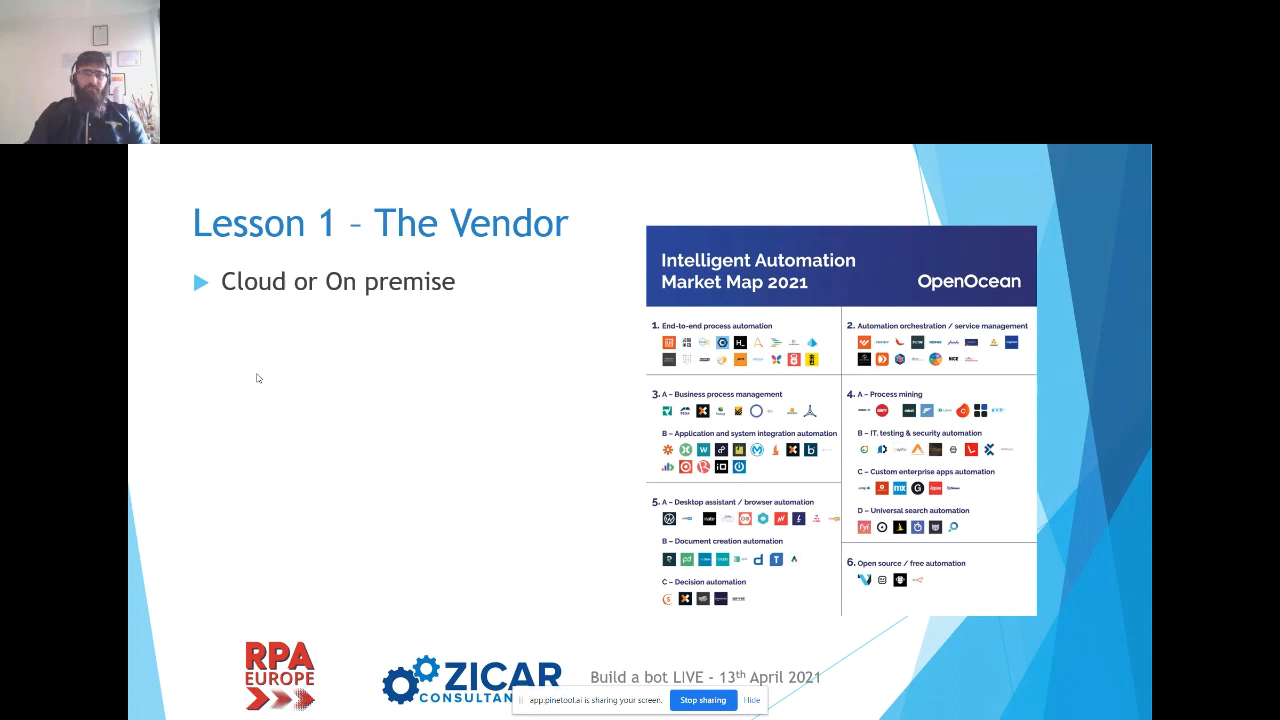 Lesson 1 – The Vendor
Cloud or On premise
Intelligent Automation
Market Map 2021
OpenOcean
1. End-to-end process automation
2. Automation orchestration / service management
3. A – Business process management
B – Application and system integration automation
4. A – Process mining
B – IT, testing & security automation
C – Custom enterprise apps automation
D – Universal search automation
5. A – Desktop assistant / browser automation
B – Document creation automation
C – Decision automation
6. Open source / free automation
NICE
RPA
EUROPE
ZICAR
Build a bot LIVE - 13th April 2021
app.pinetool.ai is sharing your screen.
Stop sharing
Hide